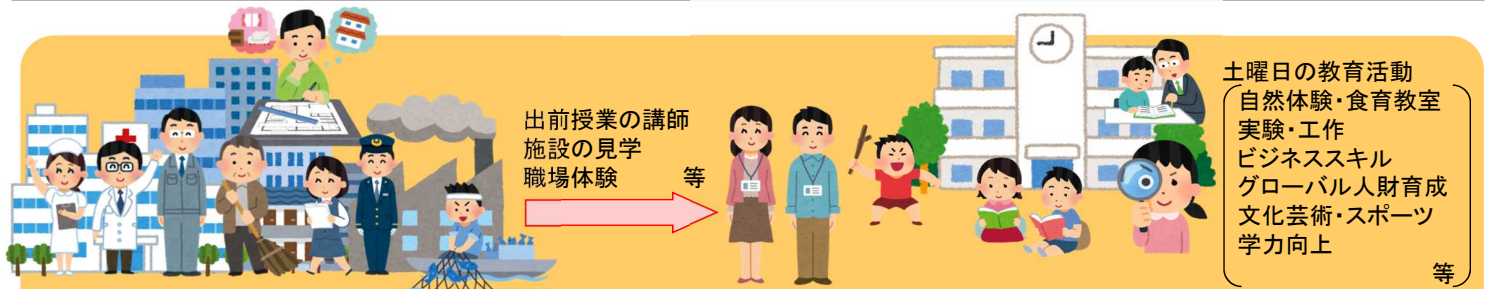 出前授業の講師
施設の見学
職場体験　　等
土曜日の教育活動
自然体験・食育教室
実験・工作
ビジネススキル
グローバル人財育成
文化芸術・スポーツ
学力向上
等